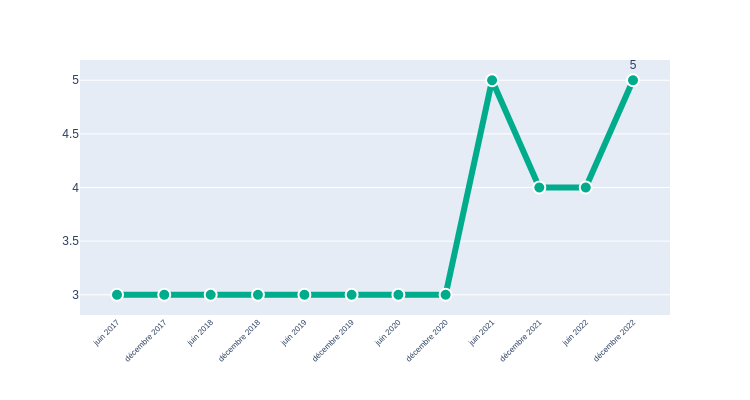 5
5
4.5
4
3.5
3
juin 2017
décembre 2017
juin 2018
décembre 2018
juin 2019
décembre 2019
juin 2020
décembre 2020
juin 2021
décembre 2021
juin 2022
décembre 2022